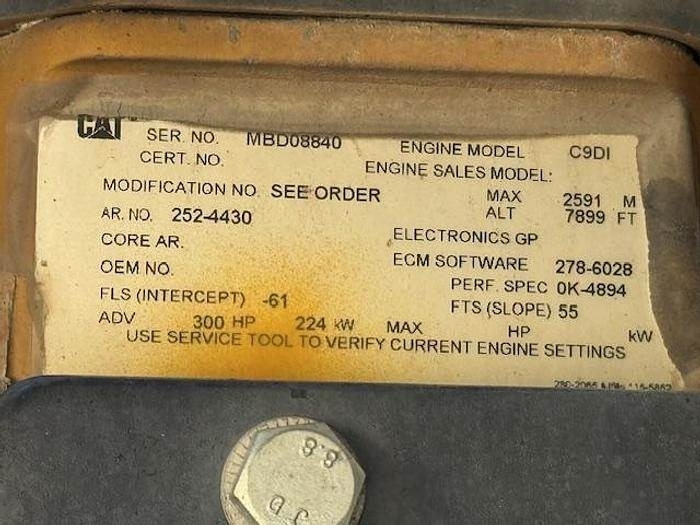 CAT SER. NO. MBD08840 ENGINE MODEL C9DI
CERT. NO. ENGINE SALES MODEL:
MODIFICATION NO. SEE ORDER MAX 2591 M
AR. NO. 252-4430 ALT 7899 FT
CORE AR. ELECTRONICS GP
OEM NO. ECM SOFTWARE 278-6028
PERF. SPEC 0K-4894
FLS (INTERCEPT) -61 FTS (SLOPE) 55
ADV 300 HP 224 kW MAX HP kW
USE SERVICE TOOL TO VERIFY CURRENT ENGINE SETTINGS
8.8